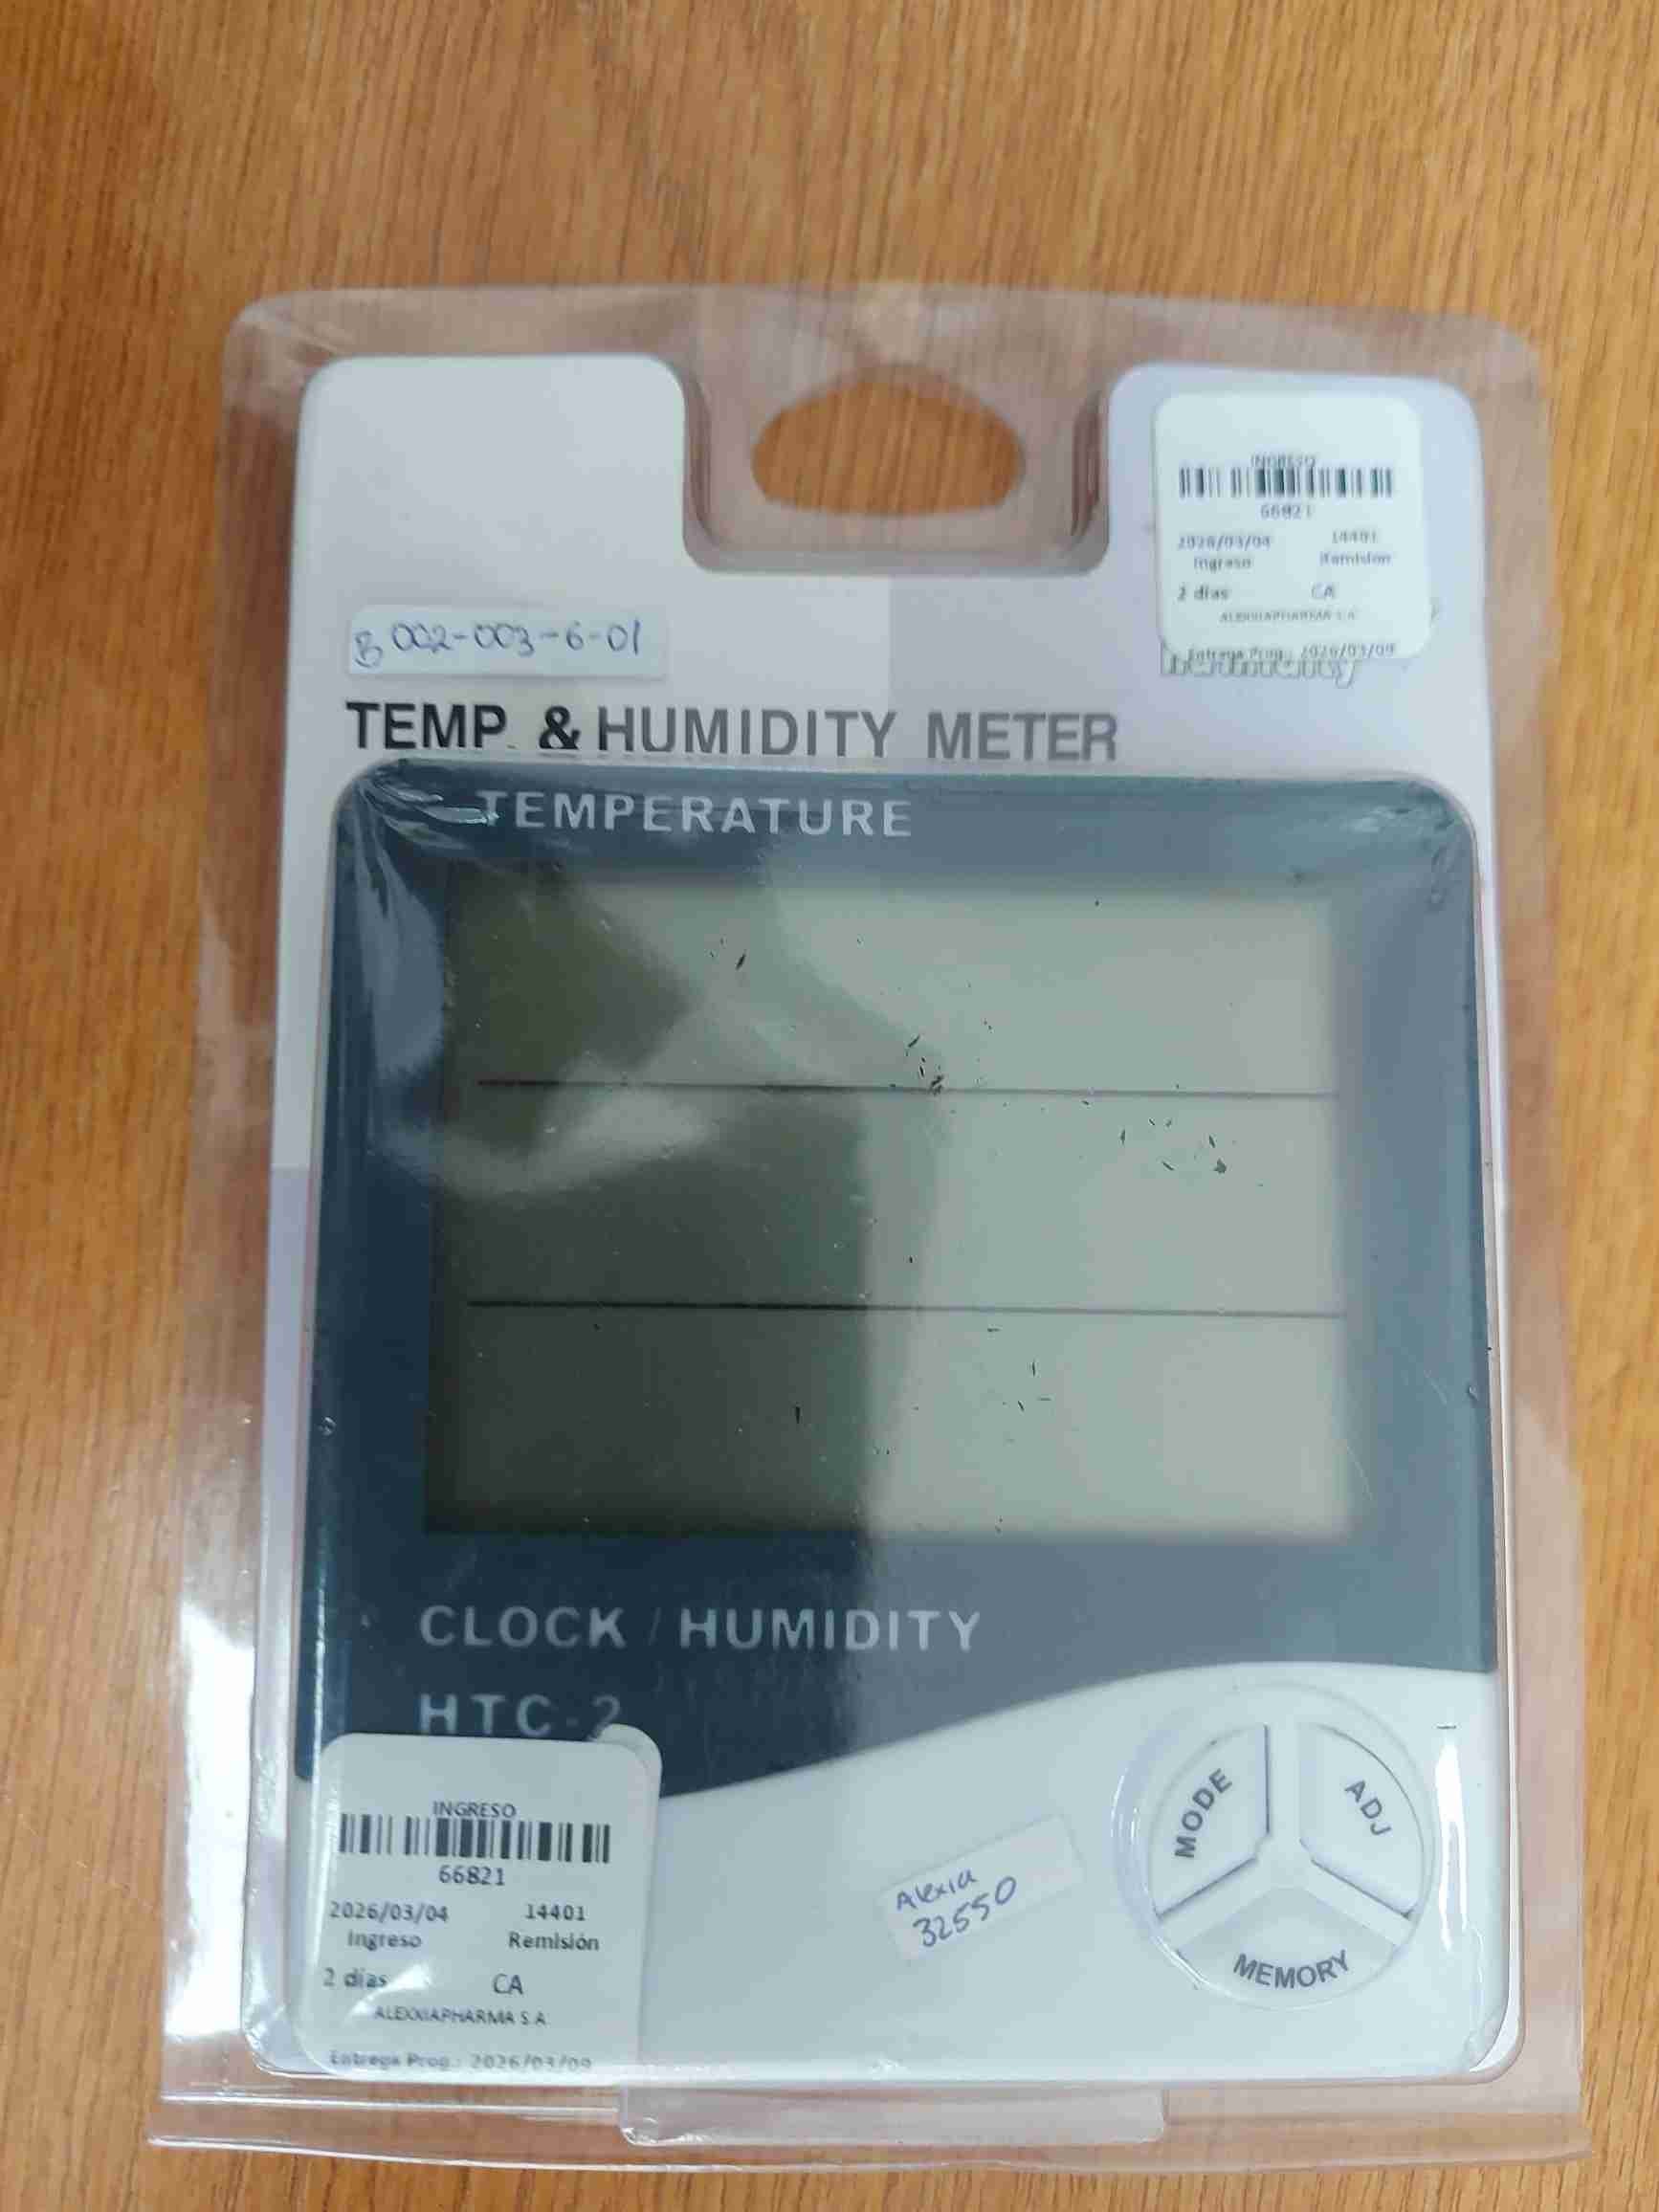 INGRESO
66821
2026/03/04 14401
Ingreso Remisión
2 días CA
ALEXXIAPHARMA S.A
Entrega Prog.: 2026/03/09
B 002-003-6-01
TEMP. & HUMIDITY METER
TEMPERATURE
CLOCK / HUMIDITY
HTC-2
MODE
ADJ
MEMORY
INGRESO
66821
2026/03/04 14401
Ingreso Remisión
2 días CA
ALEXXIAPHARMA S.A
Entrega Prog.: 2026/03/09
Alexia
32550